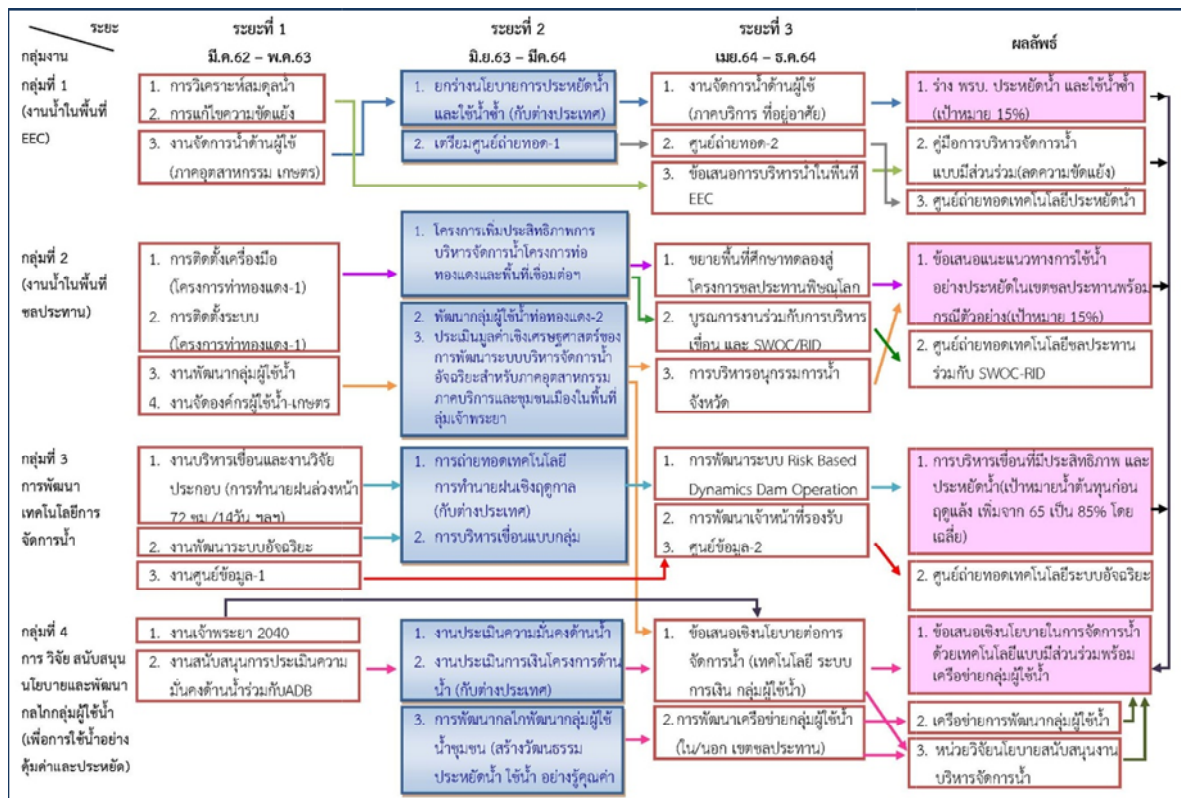 ระยะ
กลุ่มงาน
ระยะที่ 1
มี.ค.62 – พ.ค.63
ระยะที่ 2
มิ.ย.63 – มีค.64
ระยะที่ 3
เมย.64 – ธ.ค.64
ผลลัพธ์
กลุ่มที่ 1
(งานน้ำในพื้นที่
EEC)
1. การวิเคราะห์สมดุลน้ำ
2. การแก้ไขความขัดแย้ง
3. งานจัดการน้ำด้านผู้ใช้
(ภาคอุตสาหกรรม เกษตร)
1. ยกร่างนโยบายการประหยัดน้ำ
และใช้น้ำซ้ำ (กับต่างประเทศ)
2. เตรียมศูนย์ถ่ายทอด-1
1. งานจัดการน้ำด้านผู้ใช้
(ภาคบริการ ที่อยู่อาศัย)
2. ศูนย์ถ่ายทอด-2
3. ข้อเสนอการบริหารน้ำในพื้นที่
EEC
1. ร่าง พรบ. ประหยัดน้ำ และใช้น้ำซ้ำ
(เป้าหมาย 15%)
2. คู่มือการบริหารจัดการน้ำ
แบบมีส่วนร่วม(ลดความขัดแย้ง)
3. ศูนย์ถ่ายทอดเทคโนโลยีประหยัดน้ำ
กลุ่มที่ 2
(งานน้ำในพื้นที่
ชลประทาน)
1. การติดตั้งเครื่องมือ
(โครงการท่าทองแดง-1)
2. การติดตั้งระบบ
(โครงการท่าทองแดง-1)
3. งานพัฒนากลุ่มผู้ใช้น้ำ
4. งานจัดองค์กรผู้ใช้น้ำ-เกษตร
1. โครงการเพิ่มประสิทธิภาพการ
บริหารจัดการน้ำโครงการท่อ
ทองแดงและพื้นที่เชื่อมต่อฯ
2. พัฒนากลุ่มผู้ใช้น้ำท่อทองแดง-2
3. ประเมินมูลค่าเชิงเศรษฐศาสตร์ของ
การพัฒนาระบบบริหารจัดการน้ำ
อัจฉริยะสำหรับภาคอุตสาหกรรม
ภาคบริการและชุมชนเมืองในพื้นที่
ลุ่มเจ้าพระยา
1. ขยายพื้นที่ศึกษาทดลองสู่
โครงการชลประทานพิษณุโลก
2. บูรณการงานร่วมกับการบริหาร
เขื่อน และ SWOC/RID
3. การบริหารอนุกรรมการน้ำ
จังหวัด
1. ข้อเสนอแนะแนวทางการใช้น้ำ
อย่างประหยัดในเขตชลประทานพร้อม
กรณีตัวอย่าง(เป้าหมาย 15%)
2. ศูนย์ถ่ายทอดเทคโนโลยีชลประทาน
ร่วมกับ SWOC-RID
กลุ่มที่ 3
การพัฒนา
เทคโนโลยีการ
จัดการน้ำ
1. งานบริหารเขื่อนและงานวิจัย
ประกอบ (การทำนายฝนล่วงหน้า
72 ชม /14วัน ฯลฯ)
2. งานพัฒนาระบบอัจฉริยะ
3. งานศูนย์ข้อมูล-1
1. การถ่ายทอดเทคโนโลยี
การทำนายฝนเชิงฤดูกาล
(กับต่างประเทศ)
2. การบริหารเขื่อนแบบกลุ่ม
1. การพัฒนาระบบ Risk Based
Dynamics Dam Operation
2. การพัฒนาเจ้าหน้าที่รองรับ
3. ศูนย์ข้อมูล-2
1. การบริหารเขื่อนที่มีประสิทธิภาพ และ
ประหยัดน้ำ(เป้าหมายน้ำต้นทุนก่อน
ฤดูแล้ง เพิ่มจาก 65 เป็น 85% โดย
เฉลี่ย)
2. ศูนย์ถ่ายทอดเทคโนโลยีระบบอัจฉริยะ
กลุ่มที่ 4
การ วิจัย สนับสนุน
นโยบายและพัฒนา
กลไกกลุ่มผู้ใช้น้ำ
(เพื่อการใช้น้ำอย่าง
คุ้มค่าและประหยัด)
1. งานเจ้าพระยา 2040
2. งานสนับสนุนการประเมินความ
มั่นคงด้านน้ำร่วมกับADB
1. งานประเมินความมั่นคงด้านน้ำ
2. งานประเมินการเงินโครงการด้าน
น้ำ (กับต่างประเทศ)
3. การพัฒนากลไกพัฒนากลุ่มผู้ใช้
น้ำชุมชน (สร้างวัฒนธรรม
ประหยัดน้ำ ใช้น้ำ อย่างรู้คุณค่า
1. ข้อเสนอเชิงนโยบายต่อการ
จัดการน้ำ (เทคโนโลยี ระบบ
การเงิน กลุ่มผู้ใช้น้ำ)
2. การพัฒนาเครือข่ายกลุ่มผู้ใช้น้ำ
(ใน/นอก เขตชลประทาน)
1. ข้อเสนอเชิงนโยบายในการจัดการน้ำ
ด้วยเทคโนโลยีแบบมีส่วนร่วมพร้อม
เครือข่ายกลุ่มผู้ใช้น้ำ
2. เครือข่ายการพัฒนากลุ่มผู้ใช้น้ำ
3. หน่วยวิจัยนโยบายสนับสนุนงาน
บริหารจัดการน้ำ